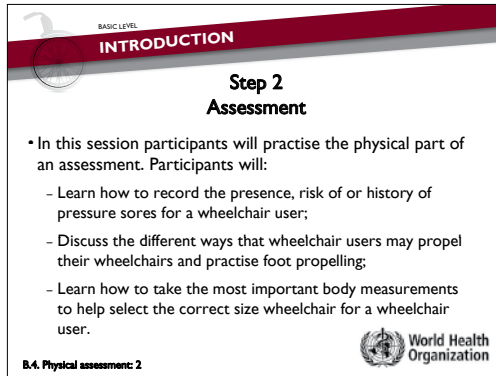 BASIC LEVEL
INTRODUCTION
Step 2
Assessment
• In this session participants will practise the physical part of
an assessment. Participants will:
– Learn how to record the presence, risk of or history of
pressure sores for a wheelchair user;
– Discuss the different ways that wheelchair users may propel
their wheelchairs and practise foot propelling;
– Learn how to take the most important body measurements
to help select the correct size wheelchair for a wheelchair
user.
World Health
Organization
B.4. Physical assessment: 2